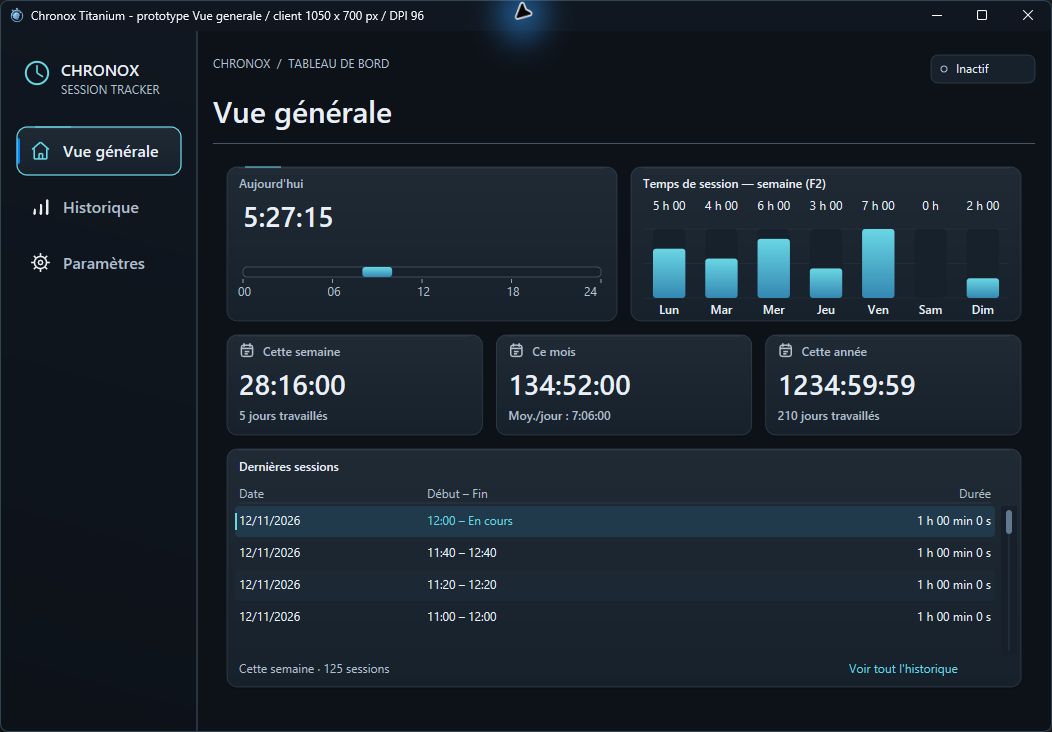 Chronox Titanium - prototype Vue generale / client 1050 x 700 px / DPI 96
CHRONOX
SESSION TRACKER
Vue générale
Historique
Paramètres
CHRONOX / TABLEAU DE BORD
Inactif
Vue générale
Aujourd'hui
5:27:15
00 06 12 18 24
Temps de session — semaine (F2)
5 h 00 4 h 00 6 h 00 3 h 00 7 h 00 0 h 2 h 00
Lun Mar Mer Jeu Ven Sam Dim
Cette semaine
28:16:00
5 jours travaillés
Ce mois
134:52:00
Moy./jour : 7:06:00
Cette année
1234:59:59
210 jours travaillés
Dernières sessions
Date Début – Fin Durée
12/11/2026 12:00 – En cours 1 h 00 min 0 s
12/11/2026 11:40 – 12:40 1 h 00 min 0 s
12/11/2026 11:20 – 12:20 1 h 00 min 0 s
12/11/2026 11:00 – 12:00 1 h 00 min 0 s
Cette semaine · 125 sessions
Voir tout l'historique